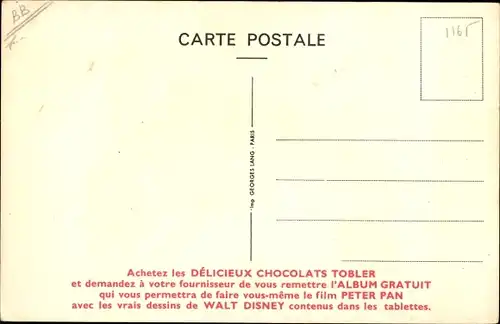 BB
1165
CARTE POSTALE
Imp. GEORGES LANG - PARIS
Achetez les DÉLICIEUX CHOCOLATS TOBLER
et demandez à votre fournisseur de vous remettre l'ALBUM GRATUIT
qui vous permettra de faire vous-même le film PETER PAN
avec les vrais dessins de WALT DISNEY contenus dans les tablettes.